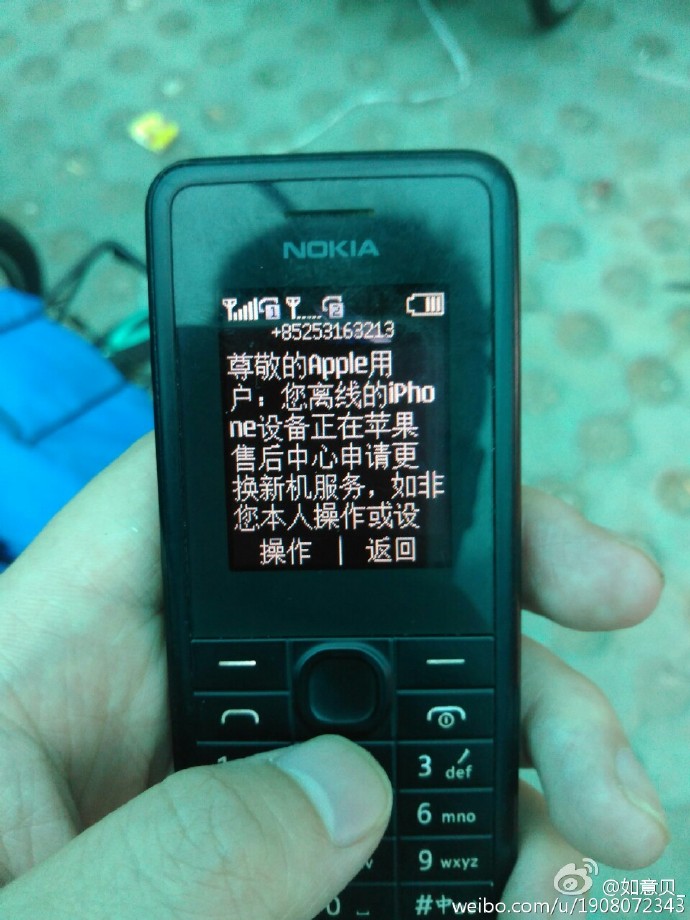 NOKIA
1 2
+85253163213
尊敬的Apple用
户：您离线的iPho
ne设备正在苹果
售后中心申请更
换新机服务，如非
您本人操作或设
操作 | 返回
3 def
6 mno
9 wxyz
#中
@如意贝_
weibo.com/u/1908072343